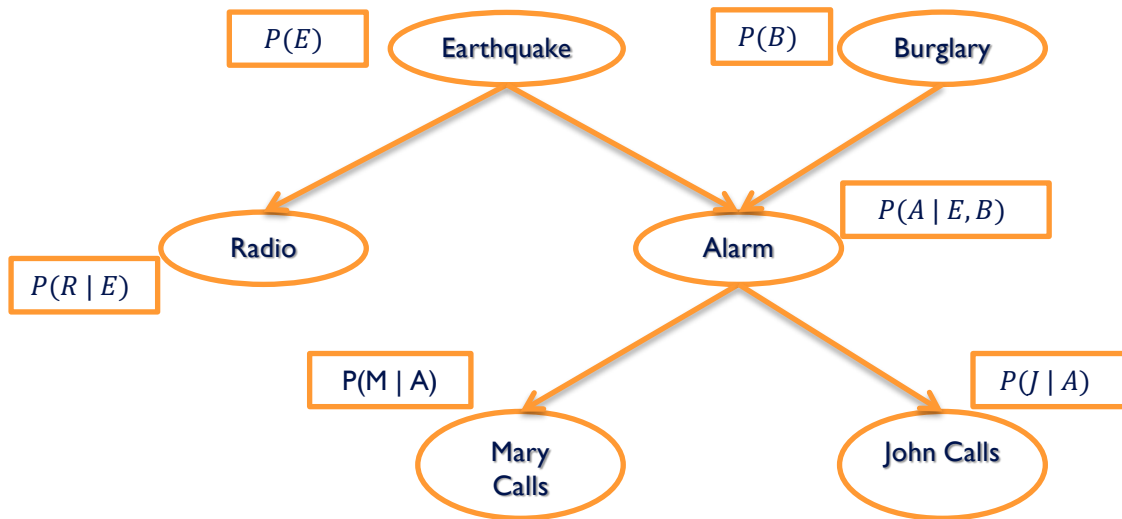 P(E)
Earthquake
P(B)
Burglary
P(A | E, B)
Radio
Alarm
P(R | E)
P(M | A)
P(J | A)
Mary
Calls
John Calls